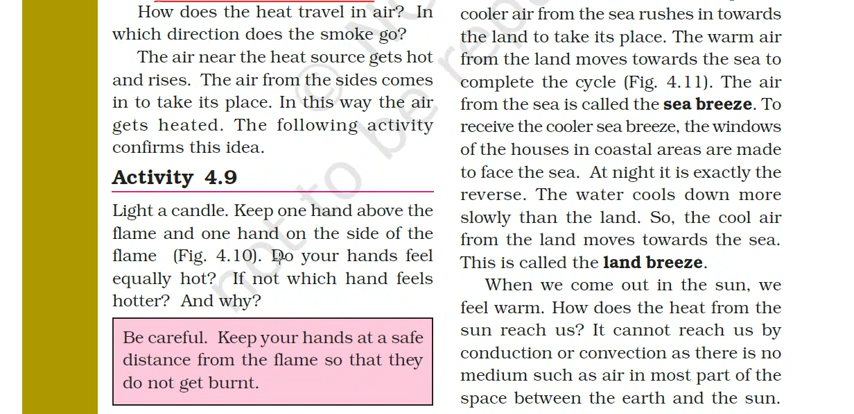 How does the heat travel in air? In
which direction does the smoke go?
The air near the heat source gets hot
and rises. The air from the sides comes
in to take its place. In this way the air
gets heated. The following activity
confirms this idea.
Activity 4.9
Light a candle. Keep one hand above the
flame and one hand on the side of the
flame (Fig. 4.10). Do your hands feel
equally hot? If not which hand feels
hotter? And why?
Be careful. Keep your hands at a safe
distance from the flame so that they
do not get burnt.
cooler air from the sea rushes in towards
the land to take its place. The warm air
from the land moves towards the sea to
complete the cycle (Fig. 4.11). The air
from the sea is called the sea breeze. To
receive the cooler sea breeze, the windows
of the houses in coastal areas are made
to face the sea. At night it is exactly the
reverse. The water cools down more
slowly than the land. So, the cool air
from the land moves towards the sea.
This is called the land breeze.
When we come out in the sun, we
feel warm. How does the heat from the
sun reach us? It cannot reach us by
conduction or convection as there is no
medium such as air in most part of the
space between the earth and the sun.
not to be